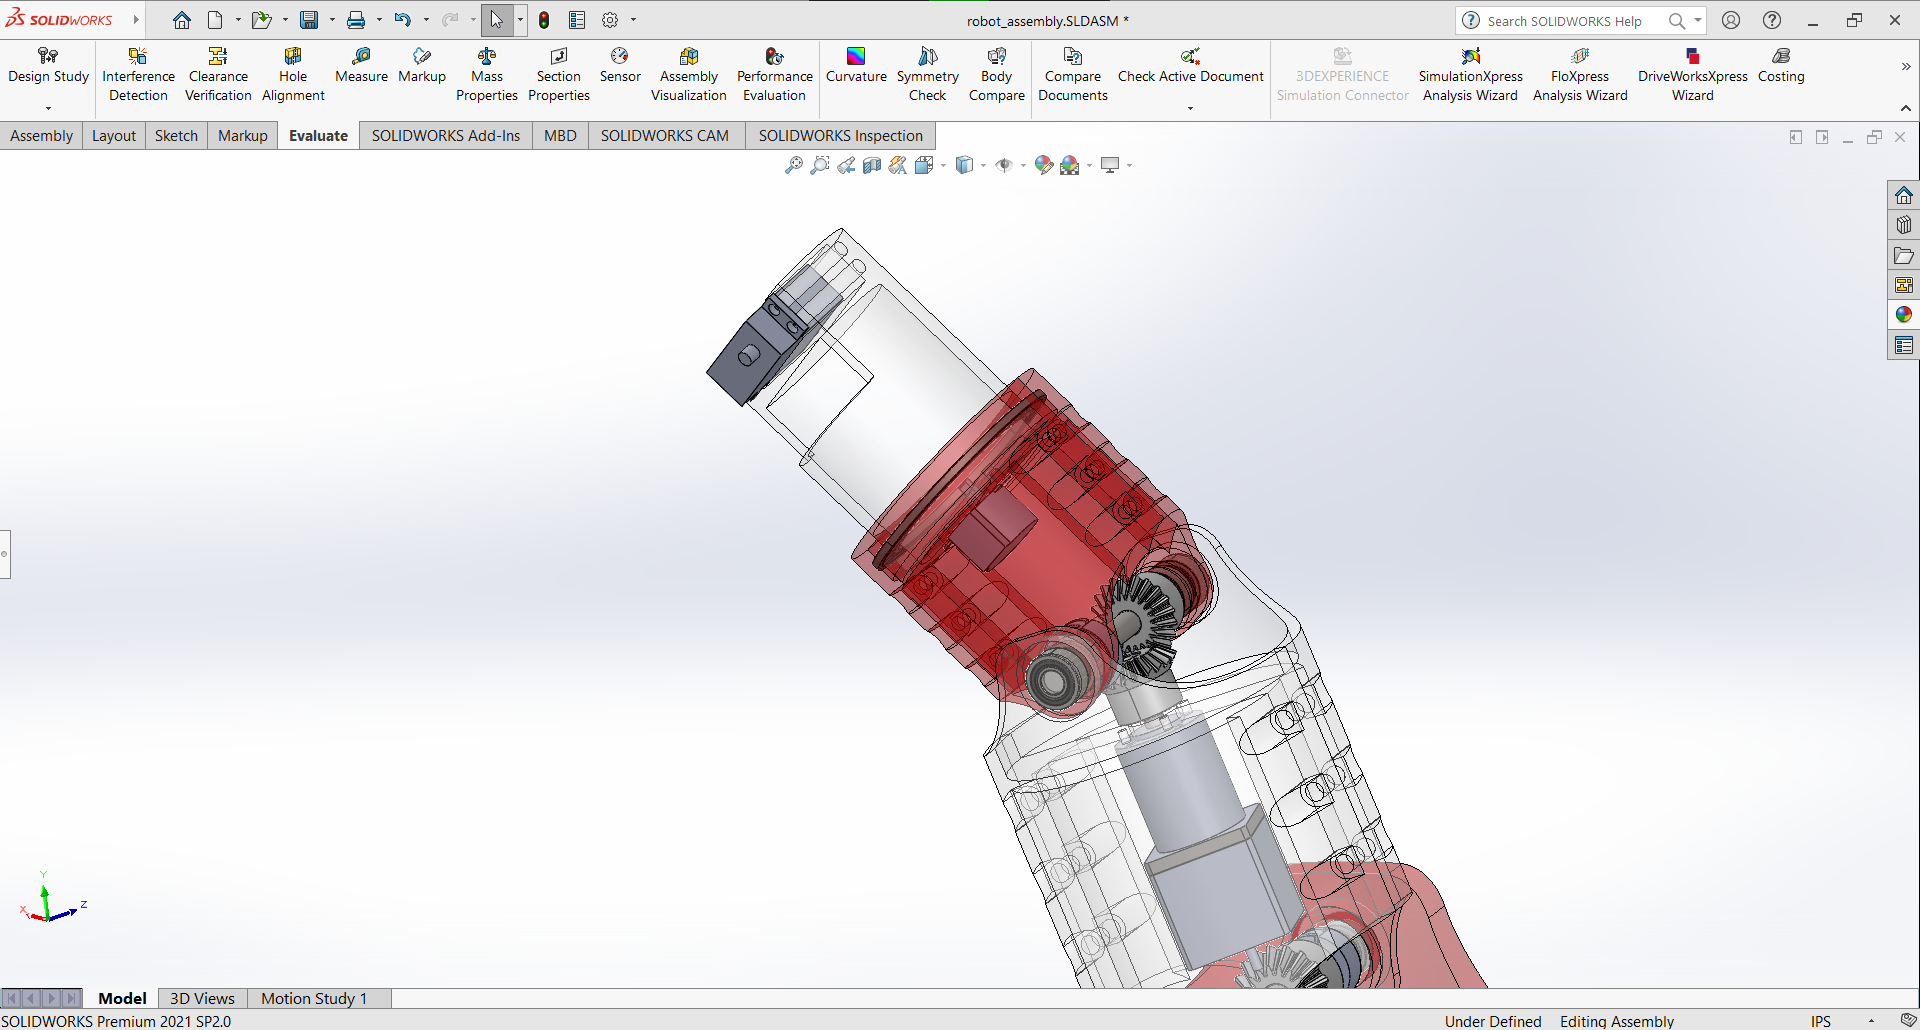 SOLIDWORKS
robot_assembly.SLDASM *
Search SOLIDWORKS Help
Design Study
Interference Detection
Clearance Verification
Hole Alignment
Measure
Markup
Mass Properties
Section Properties
Sensor
Assembly Visualization
Performance Evaluation
Curvature
Symmetry Check
Body Compare
Compare Documents
Check Active Document
3DEXPERIENCE Simulation Connector
SimulationXpress Analysis Wizard
FloXpress Analysis Wizard
DriveWorksXpress Wizard
Costing
Assembly
Layout
Sketch
Markup
Evaluate
SOLIDWORKS Add-Ins
MBD
SOLIDWORKS CAM
SOLIDWORKS Inspection
Y
X
Z
Model
3D Views
Motion Study 1
SOLIDWORKS Premium 2021 SP2.0
Under Defined
Editing Assembly
IPS